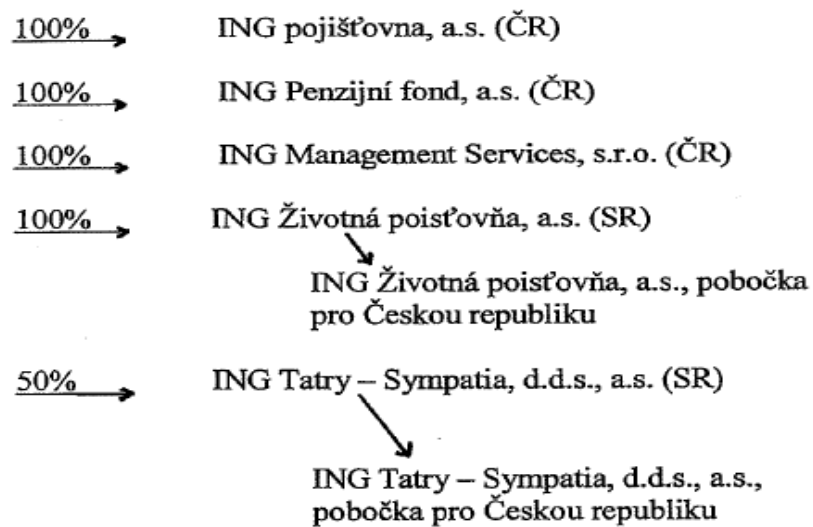 100% ING pojišťovna, a.s. (ČR)
100% ING Penzijní fond, a.s. (ČR)
100% ING Management Services, s.r.o. (ČR)
100% ING Životná poisťovňa, a.s. (SR)
ING Životná poisťovňa, a.s., pobočka
pro Českou republiku
50% ING Tatry – Sympatia, d.d.s., a.s. (SR)
ING Tatry – Sympatia, d.d.s., a.s.,
pobočka pro Českou republiku